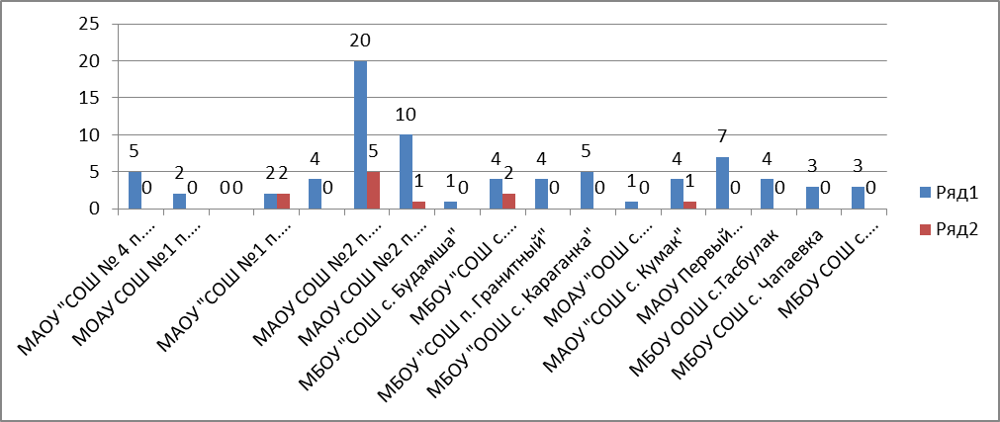 25
20
15
10
5
0
5 0
2 0
0 0
2 2
4 0
20 5
10 1
1 0
4 2
4 0
5 0
1 0
4 1
7 0
4 0
3 0
3 0
МАОУ "СОШ № 4 п....
МОАУ СОШ №1 п....
МАОУ "СОШ №1 п....
МАОУ СОШ №2 п....
МАОУ СОШ №2 п....
МБОУ "СОШ с. Будамша"
МБОУ "СОШ с....
МБОУ "СОШ п. Гранитный"
МБОУ "ООШ с. Караганка"
МОАУ "ООШ с....
МАОУ "СОШ с. Кумак"
МАОУ Первый...
МБОУ ООШ с.Тасбулак
МБОУ СОШ с. Чапаевка
МБОУ СОШ с....
Ряд1
Ряд2